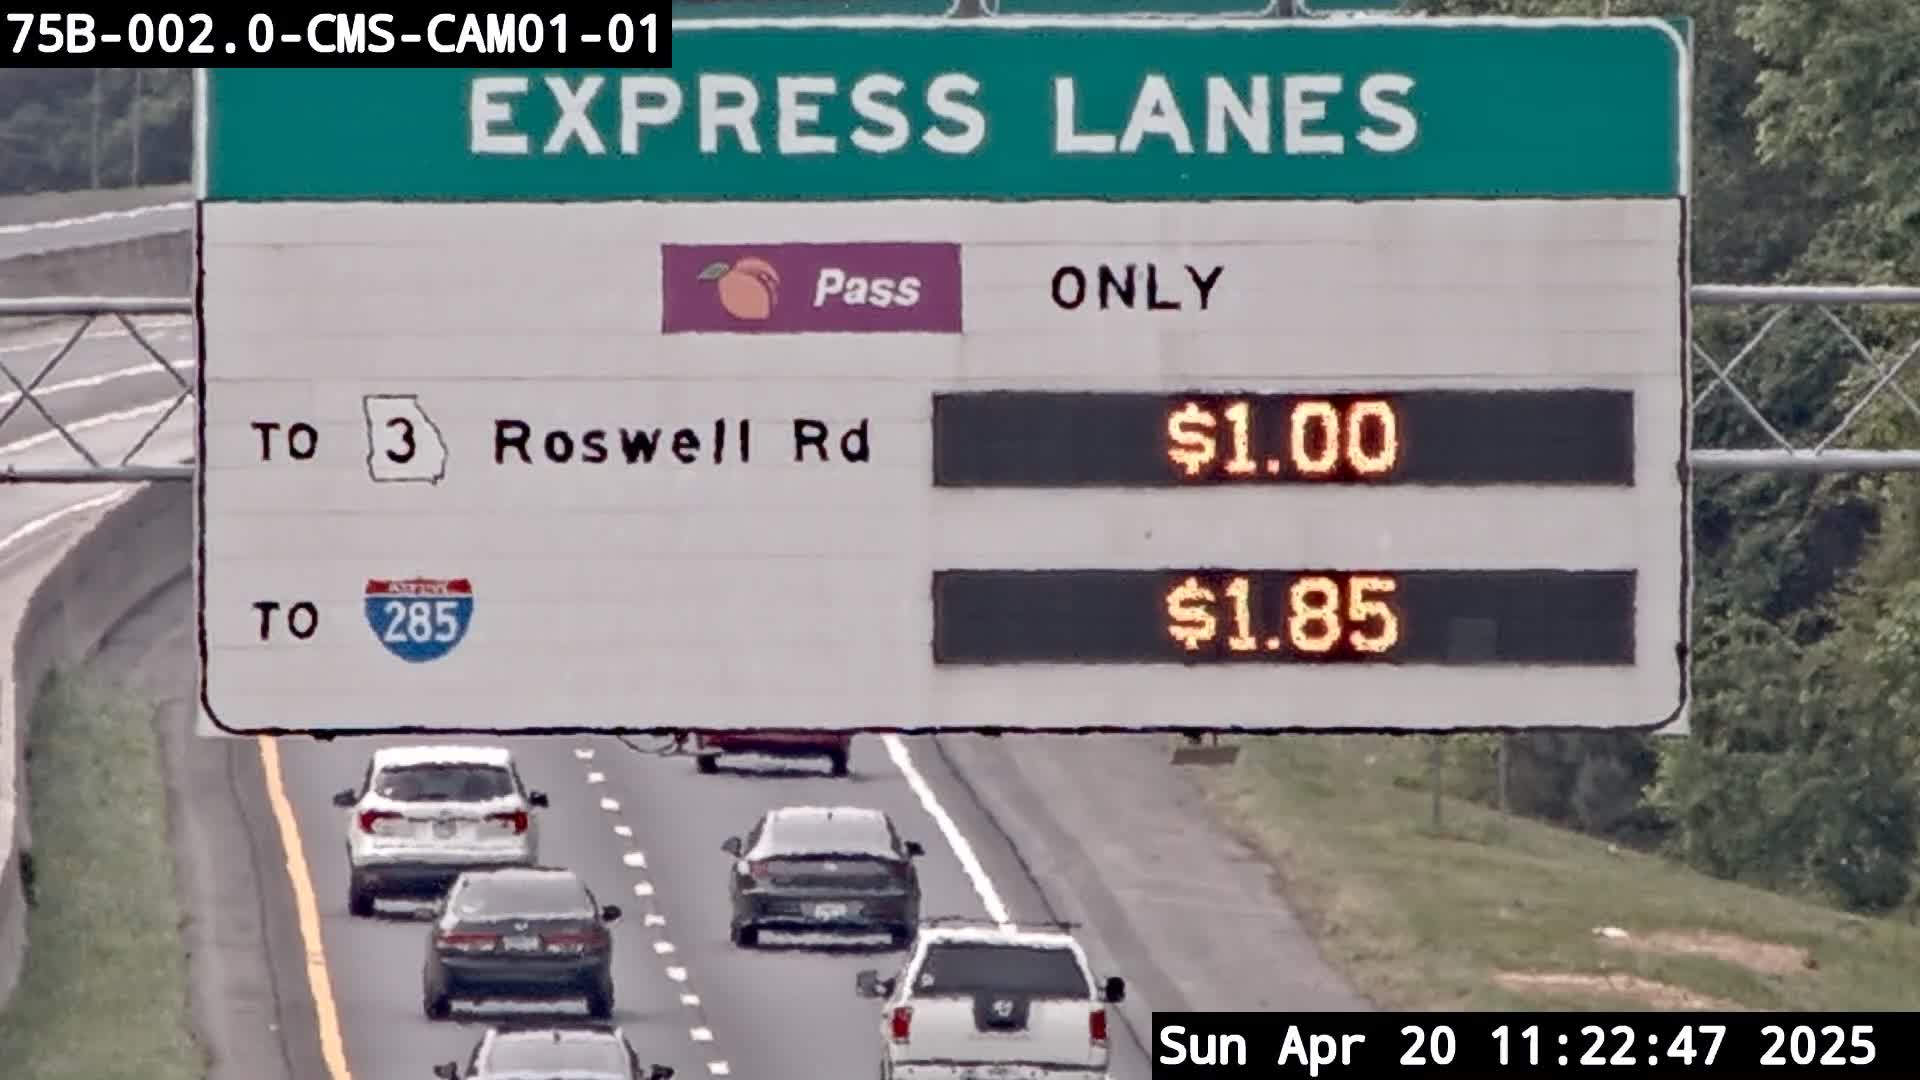 75B-002.0-CMS-CAM01-01
EXPRESS LANES
Pass ONLY
TO 3 Roswell Rd $1.00
TO 285 $1.85
Sun Apr 20 11:22:47 2025